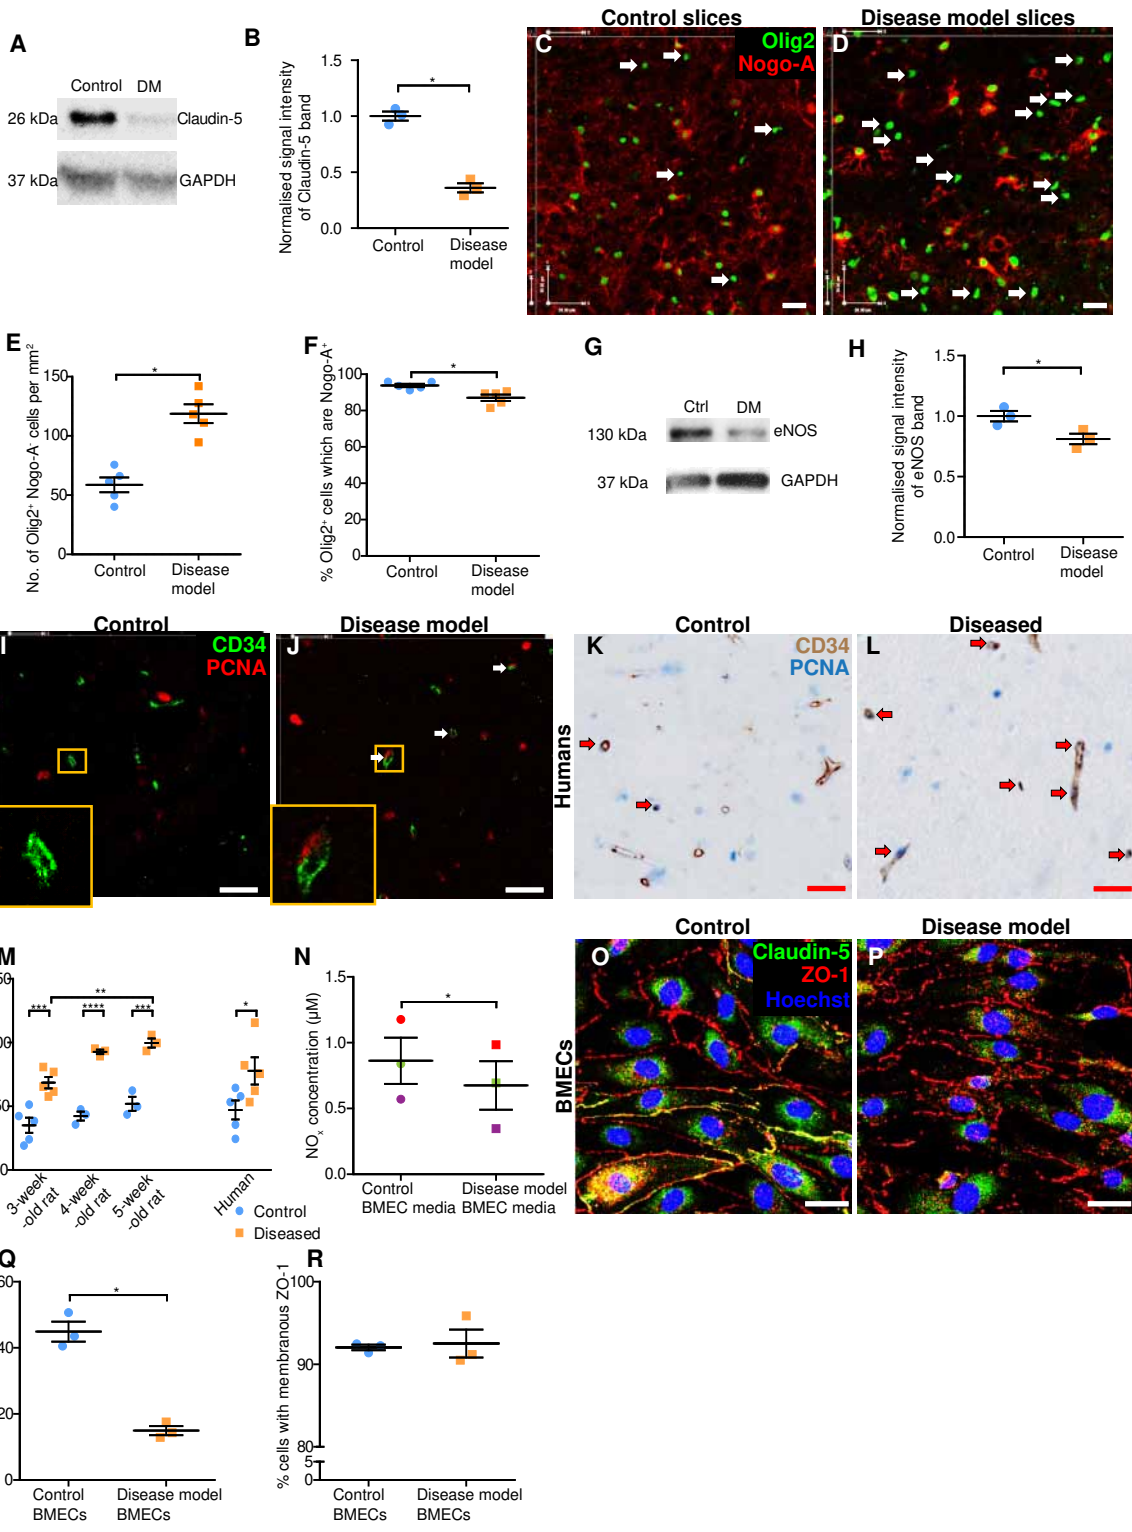 A
Control DM
26 kDa Claudin-5
37 kDa GAPDH
B
Normalised signal intensity
of Claudin-5 band
1.5
1.0
0.5
0.0
*
Control Disease
model
Control slices Disease model slices
C Olig2
Nogo-A
D
E
No. of Olig2⁺ Nogo-A⁻ cells per mm²
150
100
50
0
*
Control Disease
model
F
% Olig2⁺ cells which are Nogo-A⁺
100
80
60
40
20
0
*
Control Disease
model
G
Ctrl DM
130 kDa eNOS
37 kDa GAPDH
H
Normalised signal intensity
of eNOS band
1.5
1.0
0.5
0.0
*
Control Disease
model
Control Disease model
I CD34
PCNA
J
Control Diseased
Humans
K CD34
PCNA
L
M
50
00
50
0
*** ** **** *** *
3-week
-old rat
4-week
-old rat
5-week
-old rat
Human
Control
Diseased
N
NOₓ concentration (µM)
1.5
1.0
0.5
0.0
*
Control
BMEC media
Disease model
BMEC media
Control Disease model
BMECs
O Claudin-5
ZO-1
Hoechst
P
Q
60
40
20
0
*
Control
BMECs
Disease model
BMECs
R
% cells with membranous ZO-1
100
90
80
5
0
Control
BMECs
Disease model
BMECs